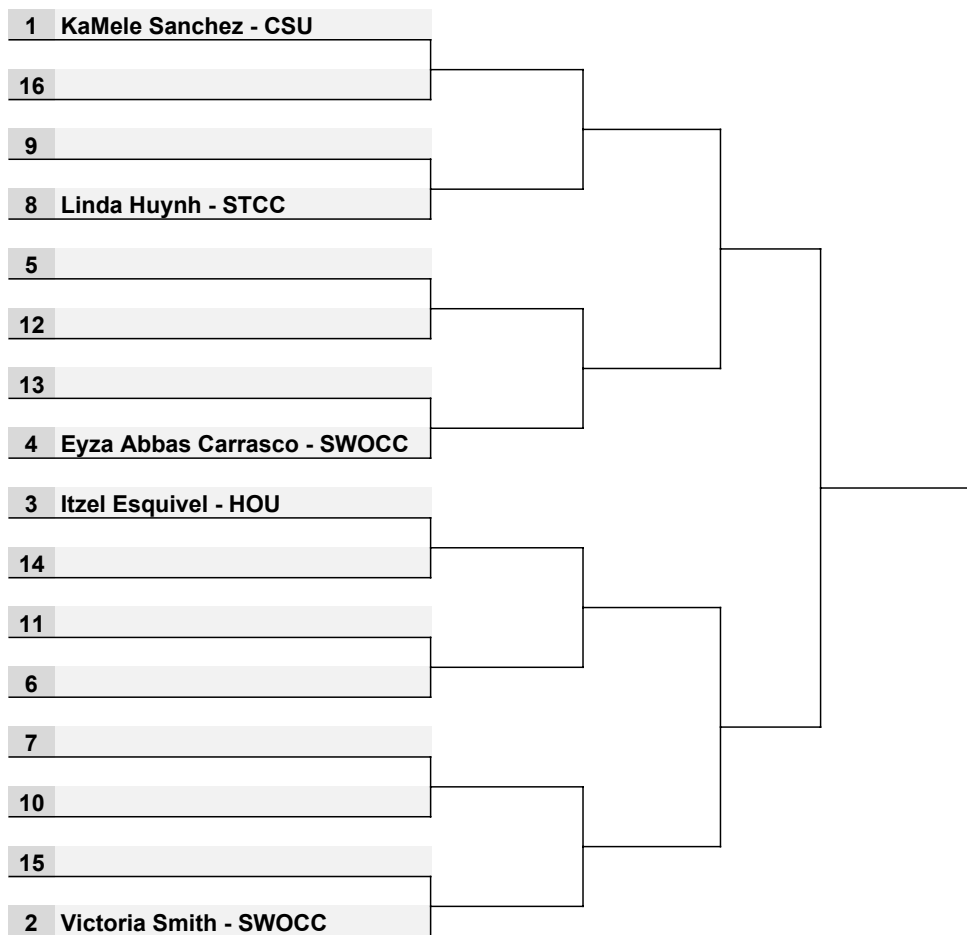 1 KaMele Sanchez - CSU
16
9
8 Linda Huynh - STCC
5
12
13
4 Eyza Abbas Carrasco - SWOCC
3 Itzel Esquivel - HOU
14
11
6
7
10
15
2 Victoria Smith - SWOCC